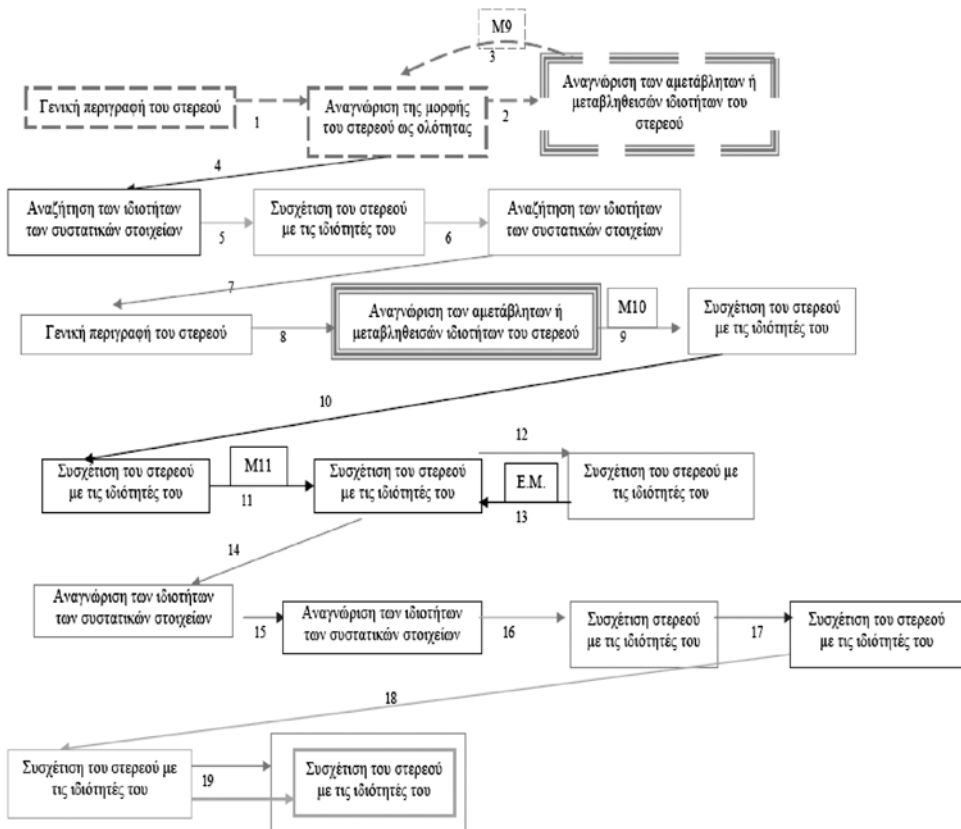 M9
3
Γενική περιγραφή του στερεού
1
Αναγνώριση της μορφής
του στερεού ως ολότητας
2
Αναγνώριση των αμετάβλητων ή
μεταβληθεισών ιδιοτήτων του
στερεού
4
Αναζήτηση των ιδιοτήτων
των συστατικών στοιχείων
5
Συσχέτιση του στερεού
με τις ιδιότητές του
6
Αναζήτηση των ιδιοτήτων
των συστατικών στοιχείων
7
Γενική περιγραφή του στερεού
8
Αναγνώριση των αμετάβλητων ή
μεταβληθεισών ιδιοτήτων του στερεού
M10
9
Συσχέτιση του στερεού
με τις ιδιότητές του
10
Συσχέτιση του στερεού
με τις ιδιότητές του
M11
11
Συσχέτιση του στερεού
με τις ιδιότητές του
12
Ε.Μ.
13
Συσχέτιση του στερεού με
τις ιδιότητές του
14
Αναγνώριση των ιδιοτήτων
των συστατικών στοιχείων
15
Αναγνώριση των ιδιοτήτων
των συστατικών στοιχείων
16
Συσχέτιση στερεού
με τις ιδιότητές του
17
Συσχέτιση του στερεού
με τις ιδιότητές του
18
Συσχέτιση του στερεού με
τις ιδιότητές του
19
Συσχέτιση του στερεού
με τις ιδιότητές του